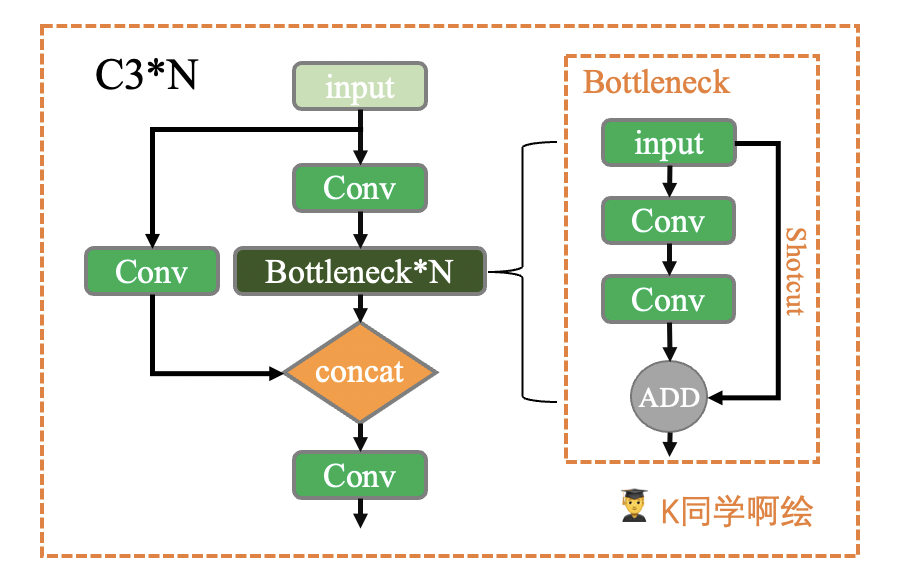 C3*N
input
Conv
Conv
Bottleneck*N
concat
Conv
Bottleneck
input
Conv
Conv
ADD
Shotcut
K同学啊绘